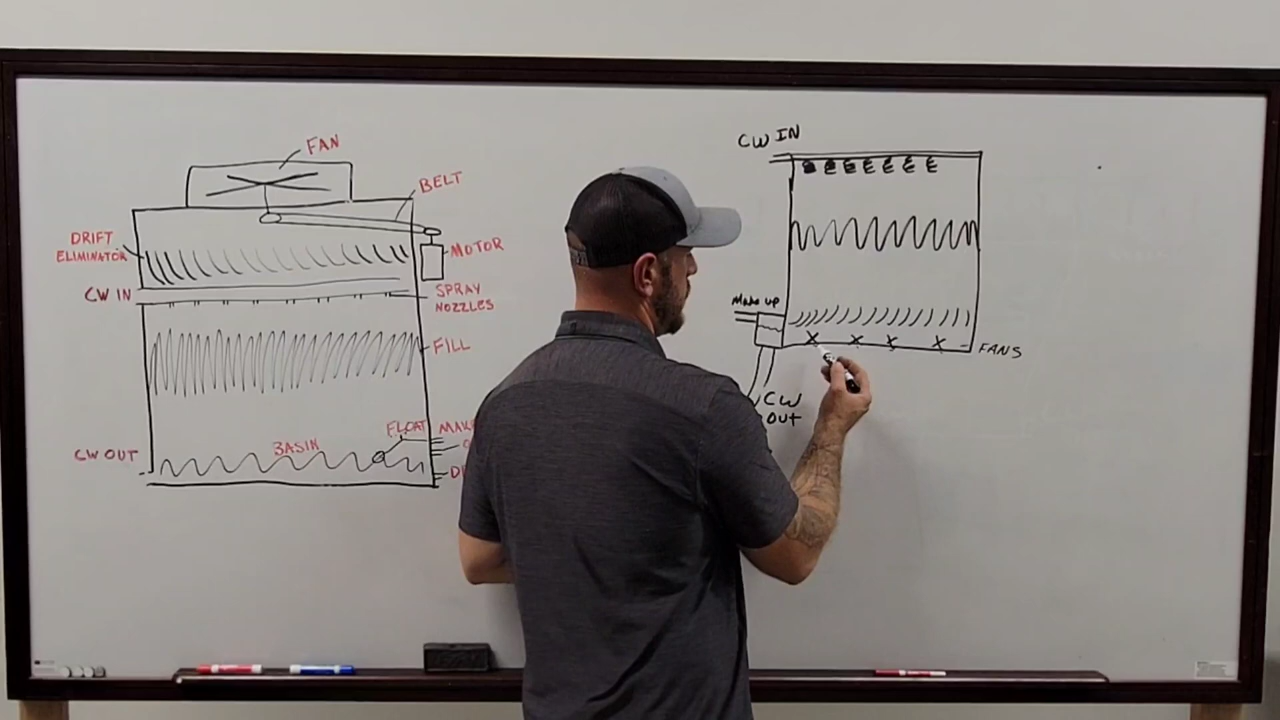 FAN
BELT
DRIFT
ELIMINATOR
MOTOR
CW IN
SPRAY
NOZZLES
FILL
FLOAT
BASIN
CW OUT
CW IN
Make up
FANS
CW
OUT